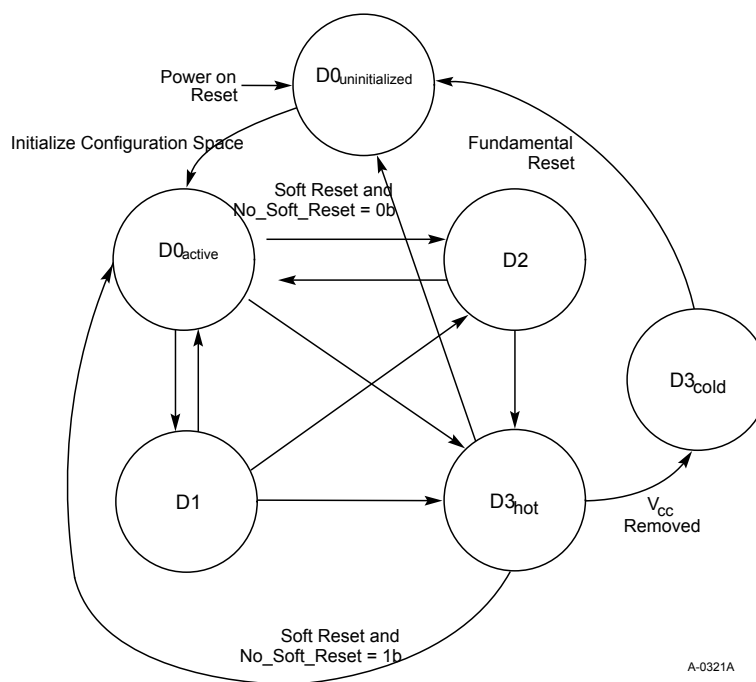 D0uninitialized
Power on
Reset
Initialize Configuration Space
Fundamental
Reset
Soft Reset and
No_Soft_Reset = 0b
D0active
D2
D3cold
D1
D3hot
Vcc
Removed
Soft Reset and
No_Soft_Reset = 1b
A-0321A